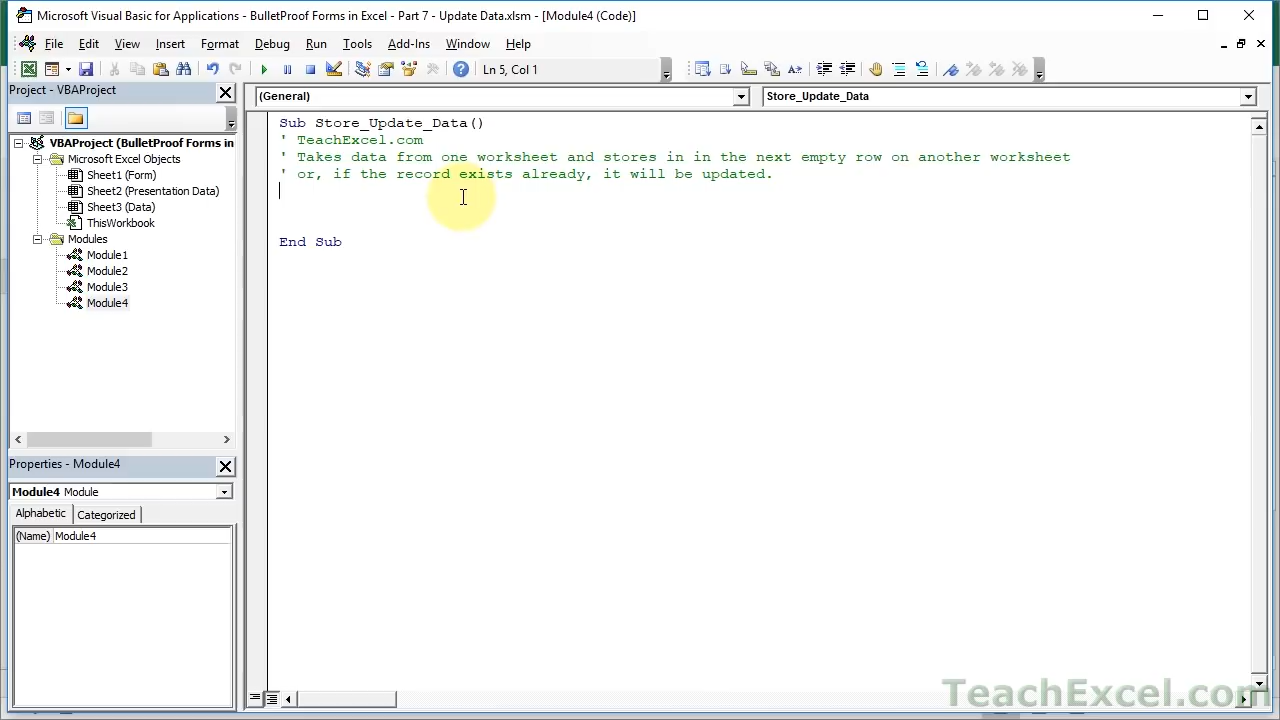 Microsoft Visual Basic for Applications - BulletProof Forms in Excel - Part 7 - Update Data.xlsm - [Module4 (Code)]
File Edit View Insert Format Debug Run Tools Add-Ins Window Help
Ln 5, Col 1
Project - VBAProject
(General)
Store_Update_Data
VBAProject (BulletProof Forms in
Microsoft Excel Objects
Sheet1 (Form)
Sheet2 (Presentation Data)
Sheet3 (Data)
ThisWorkbook
Modules
Module1
Module2
Module3
Module4
Sub Store_Update_Data()
' TeachExcel.com
' Takes data from one worksheet and stores in in the next empty row on another worksheet
' or, if the record exists already, it will be updated.
End Sub
Properties - Module4
Module4 Module
Alphabetic Categorized
(Name) Module4
TeachExcel.com